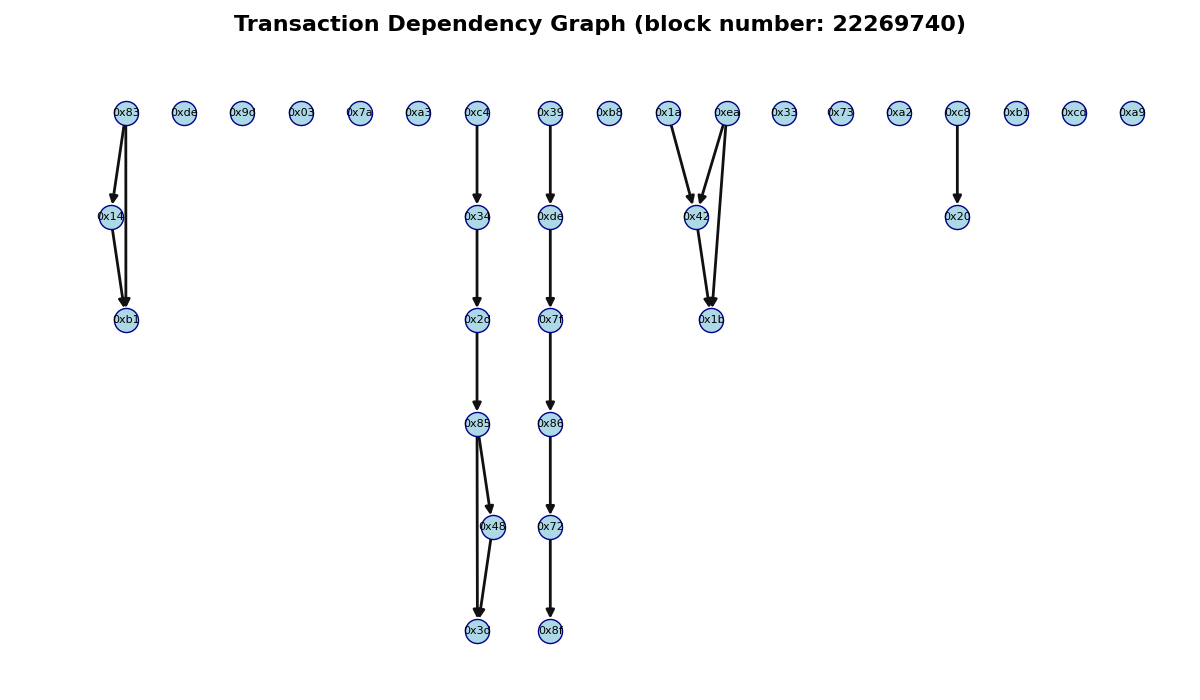 Transaction Dependency Graph (block number: 22269740)
0x83 0xde 0x9d 0x03 0x7a 0xa3 0xc4 0x39 0xb8 0x1a 0xea 0x33 0x73 0xa2 0xc8 0xb1 0xcd 0xa9
0x14 0x34 0xde 0x42 0x20
0xb1 0x2d 0x7f 0x1b
0x85 0x86
0x48 0x72
0x3d 0x8f